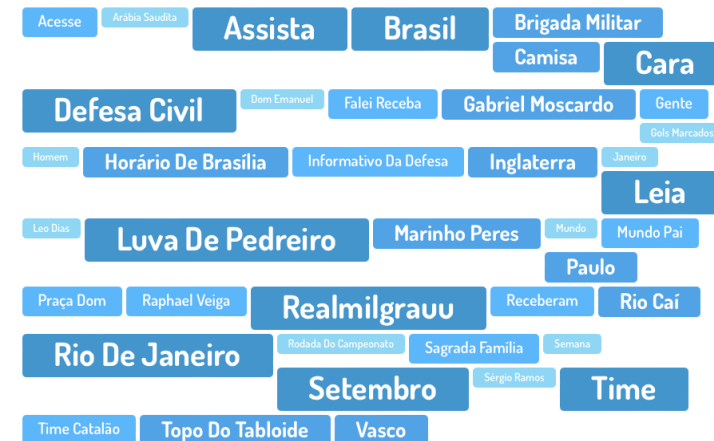 Acesse Arábia Saudita Assista Brasil Brigada Militar
Camisa Cara
Defesa Civil Dom Emanuel Falei Receba Gabriel Moscardo Gente
Gols Marcados
Homem Horário De Brasília Informativo Da Defesa Inglaterra Janeiro
Leia
Leo Dias Luva De Pedreiro Marinho Peres Mundo Mundo Pai
Paulo
Praça Dom Raphael Veiga Realmilgrauu Receberam Rio Caí
Rio De Janeiro Rodada Do Campeonato Sagrada Família Semana
Setembro Sérgio Ramos Time
Time Catalão Topo Do Tabloide Vasco